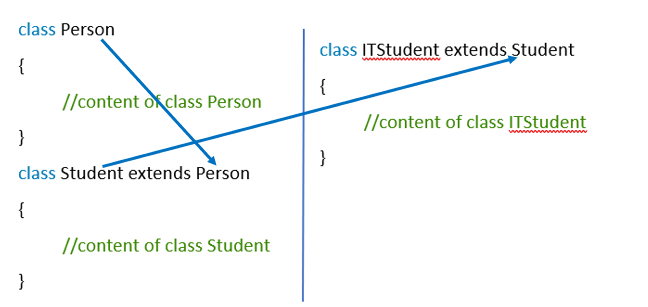 class Person
{
//content of class Person
}
class Student extends Person
{
//content of class Student
}
class ITStudent extends Student
{
//content of class ITStudent
}